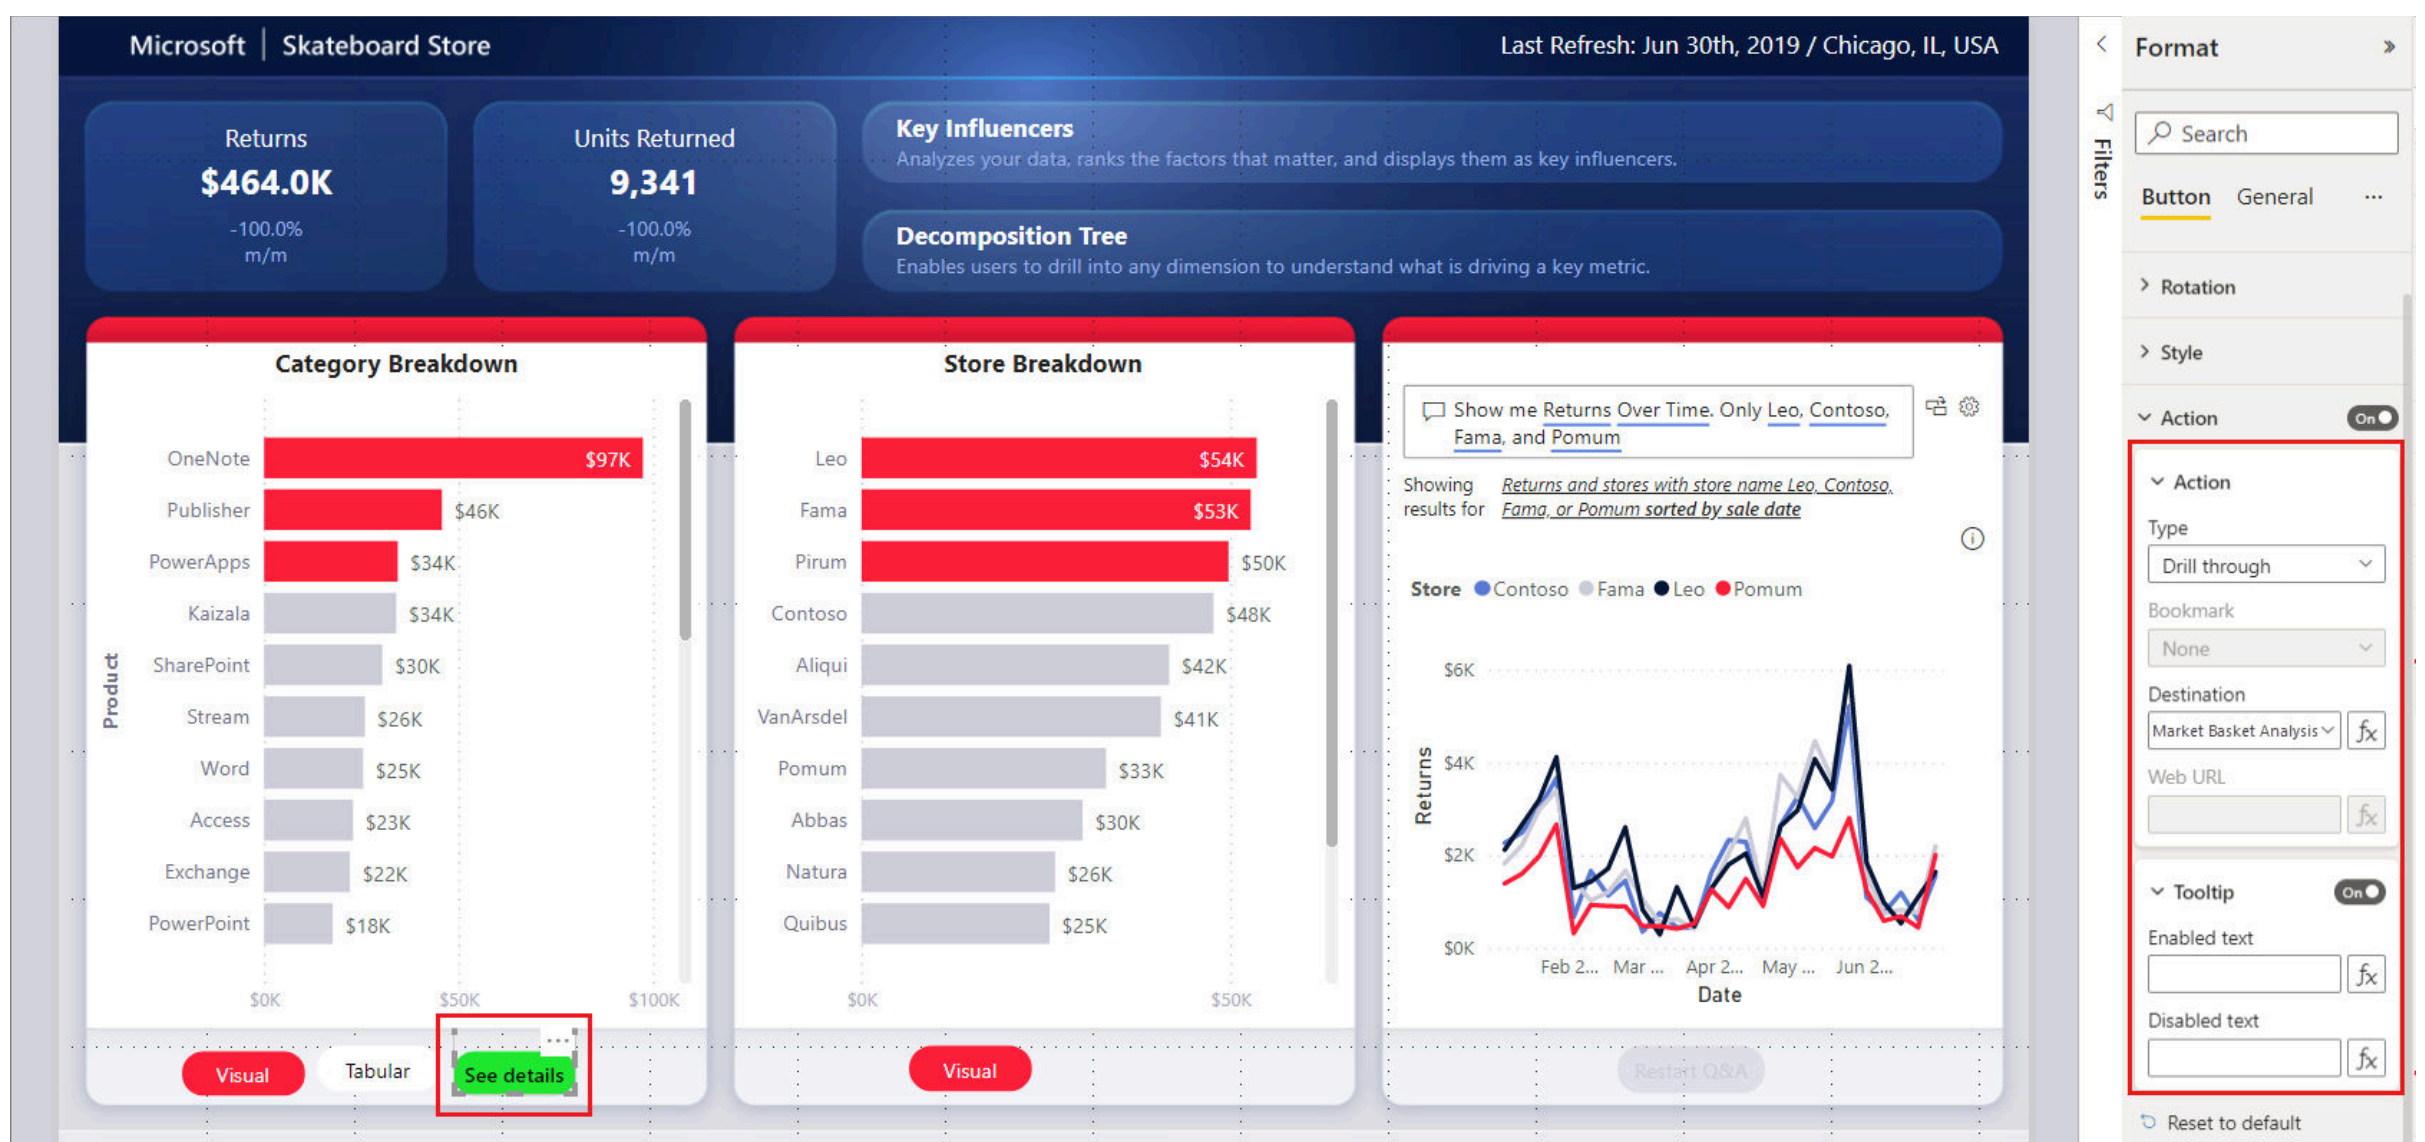 Microsoft | Skateboard Store
Last Refresh: Jun 30th, 2019 / Chicago, IL, USA
Returns
$464.0K
-100.0%
m/m
Units Returned
9,341
-100.0%
m/m
Key Influencers
Analyzes your data, ranks the factors that matter, and displays them as key influencers.
Decomposition Tree
Enables users to drill into any dimension to understand what is driving a key metric.
Category Breakdown
Product
OneNote $97K
Publisher $46K
PowerApps $34K
Kaizala $34K
SharePoint $30K
Stream $26K
Word $25K
Access $23K
Exchange $22K
PowerPoint $18K
$0K $50K $100K
Visual Tabular See details
Store Breakdown
Leo $54K
Fama $53K
Pirum $50K
Contoso $48K
Aliqui $42K
VanArsdel $41K
Pomum $33K
Abbas $30K
Natura $26K
Quibus $25K
$0K $50K
Visual
Show me Returns Over Time. Only Leo, Contoso,
Fama, and Pomum
Showing Returns and stores with store name Leo, Contoso,
results for Fama, or Pomum sorted by sale date
Store Contoso Fama Leo Pomum
Returns
$6K
$4K
$2K
$0K
Feb 2... Mar ... Apr 2... May ... Jun 2...
Date
Restart Q&A
Filters
Format
Search
Button General ...
Rotation
Style
Action On
Action
Type
Drill through
Bookmark
None
Destination
Market Basket Analysis fx
Web URL
fx
Tooltip On
Enabled text
fx
Disabled text
fx
Reset to default